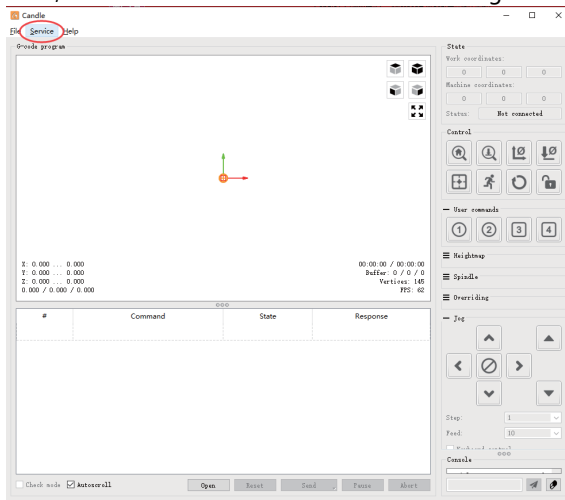 Candle
File Service Help
G-code program
State
Work coordinates:
0 0 0
Machine coordinates:
0 0 0
Status: Not connected
Control
User commands
1 2 3 4
Heightmap
Spindle
Overriding
Jog
X: 0.000 ... 0.000
Y: 0.000 ... 0.000
Z: 0.000 ... 0.000
0.000 / 0.000 / 0.000
00:00:00 / 00:00:00
Buffer: 0 / 0 / 0
Vertices: 145
FPS: 62
# Command State Response
Step: 1
Feed: 10
Keyboard control
Console
Check mode Autoscroll Open Reset Send Pause Abort